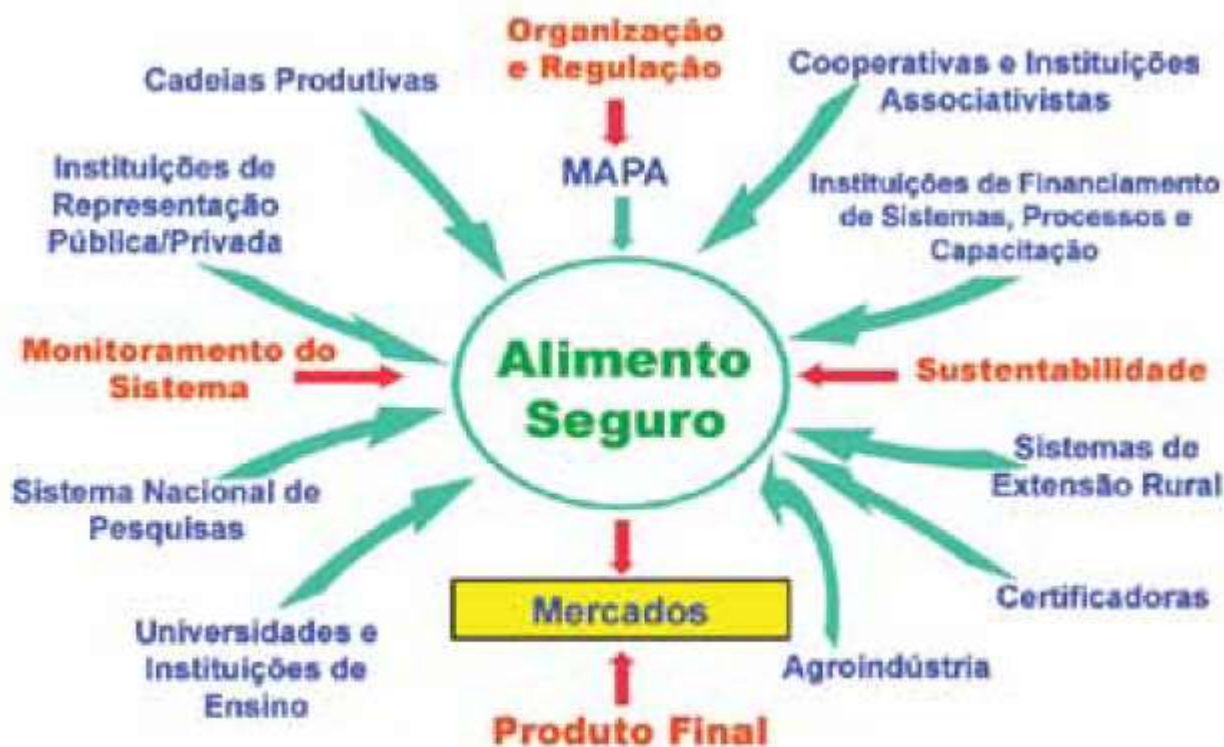 Organização
e Regulação
Cadeias Produtivas
Cooperativas e Instituições
Associativistas
MAPA
Instituições de
Representação
Pública/Privada
Instituições de Financiamento
de Sistemas, Processos e
Capacitação
Monitoramento do
Sistema
Alimento
Seguro
Sustentabilidade
Sistema Nacional de
Pesquisas
Sistemas de
Extensão Rural
Universidades e
Instituições de
Ensino
Mercados
Certificadoras
Agroindústria
Produto Final